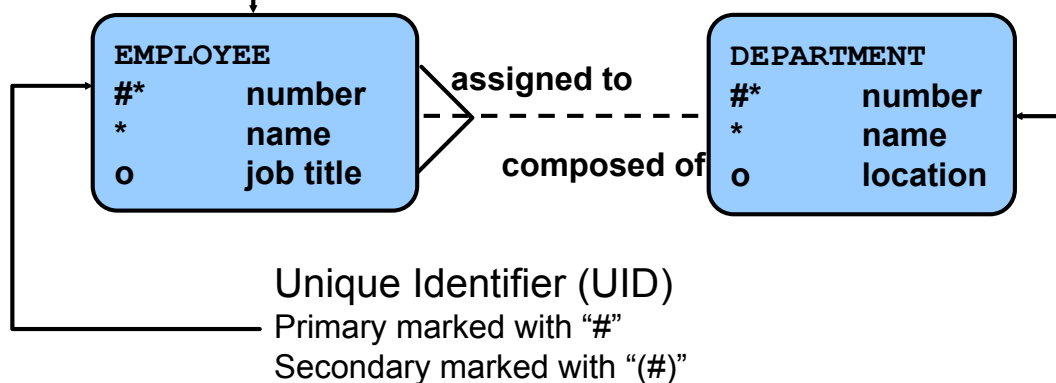 EMPLOYEE
#* number
* name
o job title
assigned to
composed of
DEPARTMENT
#* number
* name
o location
Unique Identifier (UID)
Primary marked with “#”
Secondary marked with “(#)”